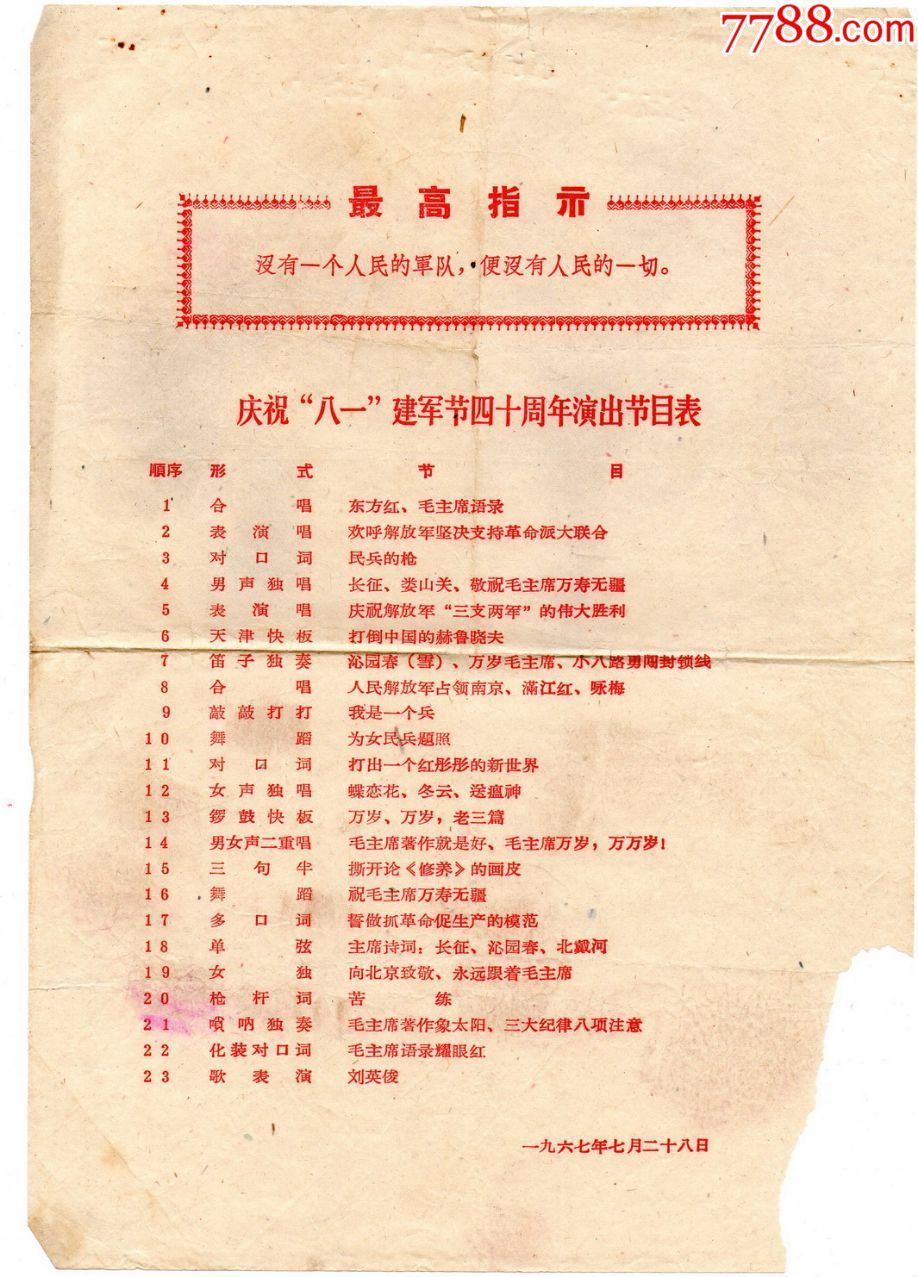 7788.com
最高指示
沒有一个人民的軍队，便沒有人民的一切。
庆祝“八一”建军节四十周年演出节目表
順序 形式 节目
1 合唱 东方红、毛主席语录
2 表演唱 欢呼解放军坚决支持革命派大联合
3 对口词 民兵的枪
4 男声独唱 长征、娄山关、敬祝毛主席万寿无疆
5 表演唱 庆祝解放军“三支两军”的伟大胜利
6 天津快板 打倒中国的赫鲁晓夫
7 笛子独奏 沁园春（雪）、万岁毛主席、小八路勇闯封锁线
8 合唱 人民解放军占领南京、滿江红、咏梅
9 敲敲打打 我是一个兵
10 舞蹈 为女民兵题照
11 对口词 打出一个红彤彤的新世界
12 女声独唱 蝶恋花、冬云、送瘟神
13 锣鼓快板 万岁、万岁，老三篇
14 男女声二重唱 毛主席著作就是好、毛主席万岁，万万岁！
15 三句半 撕开论《修养》的画皮
16 舞蹈 祝毛主席万寿无疆
17 多口词 誓做抓革命促生产的模范
18 单弦 主席诗词：长征、沁园春、北戴河
19 女独 向北京致敬、永远跟着毛主席
20 枪杆词 苦练
21 唢呐独奏 毛主席著作象太阳、三大纪律八项注意
22 化装对口词 毛主席语录耀眼红
23 歌表演 刘英俊
一九六七年七月二十八日